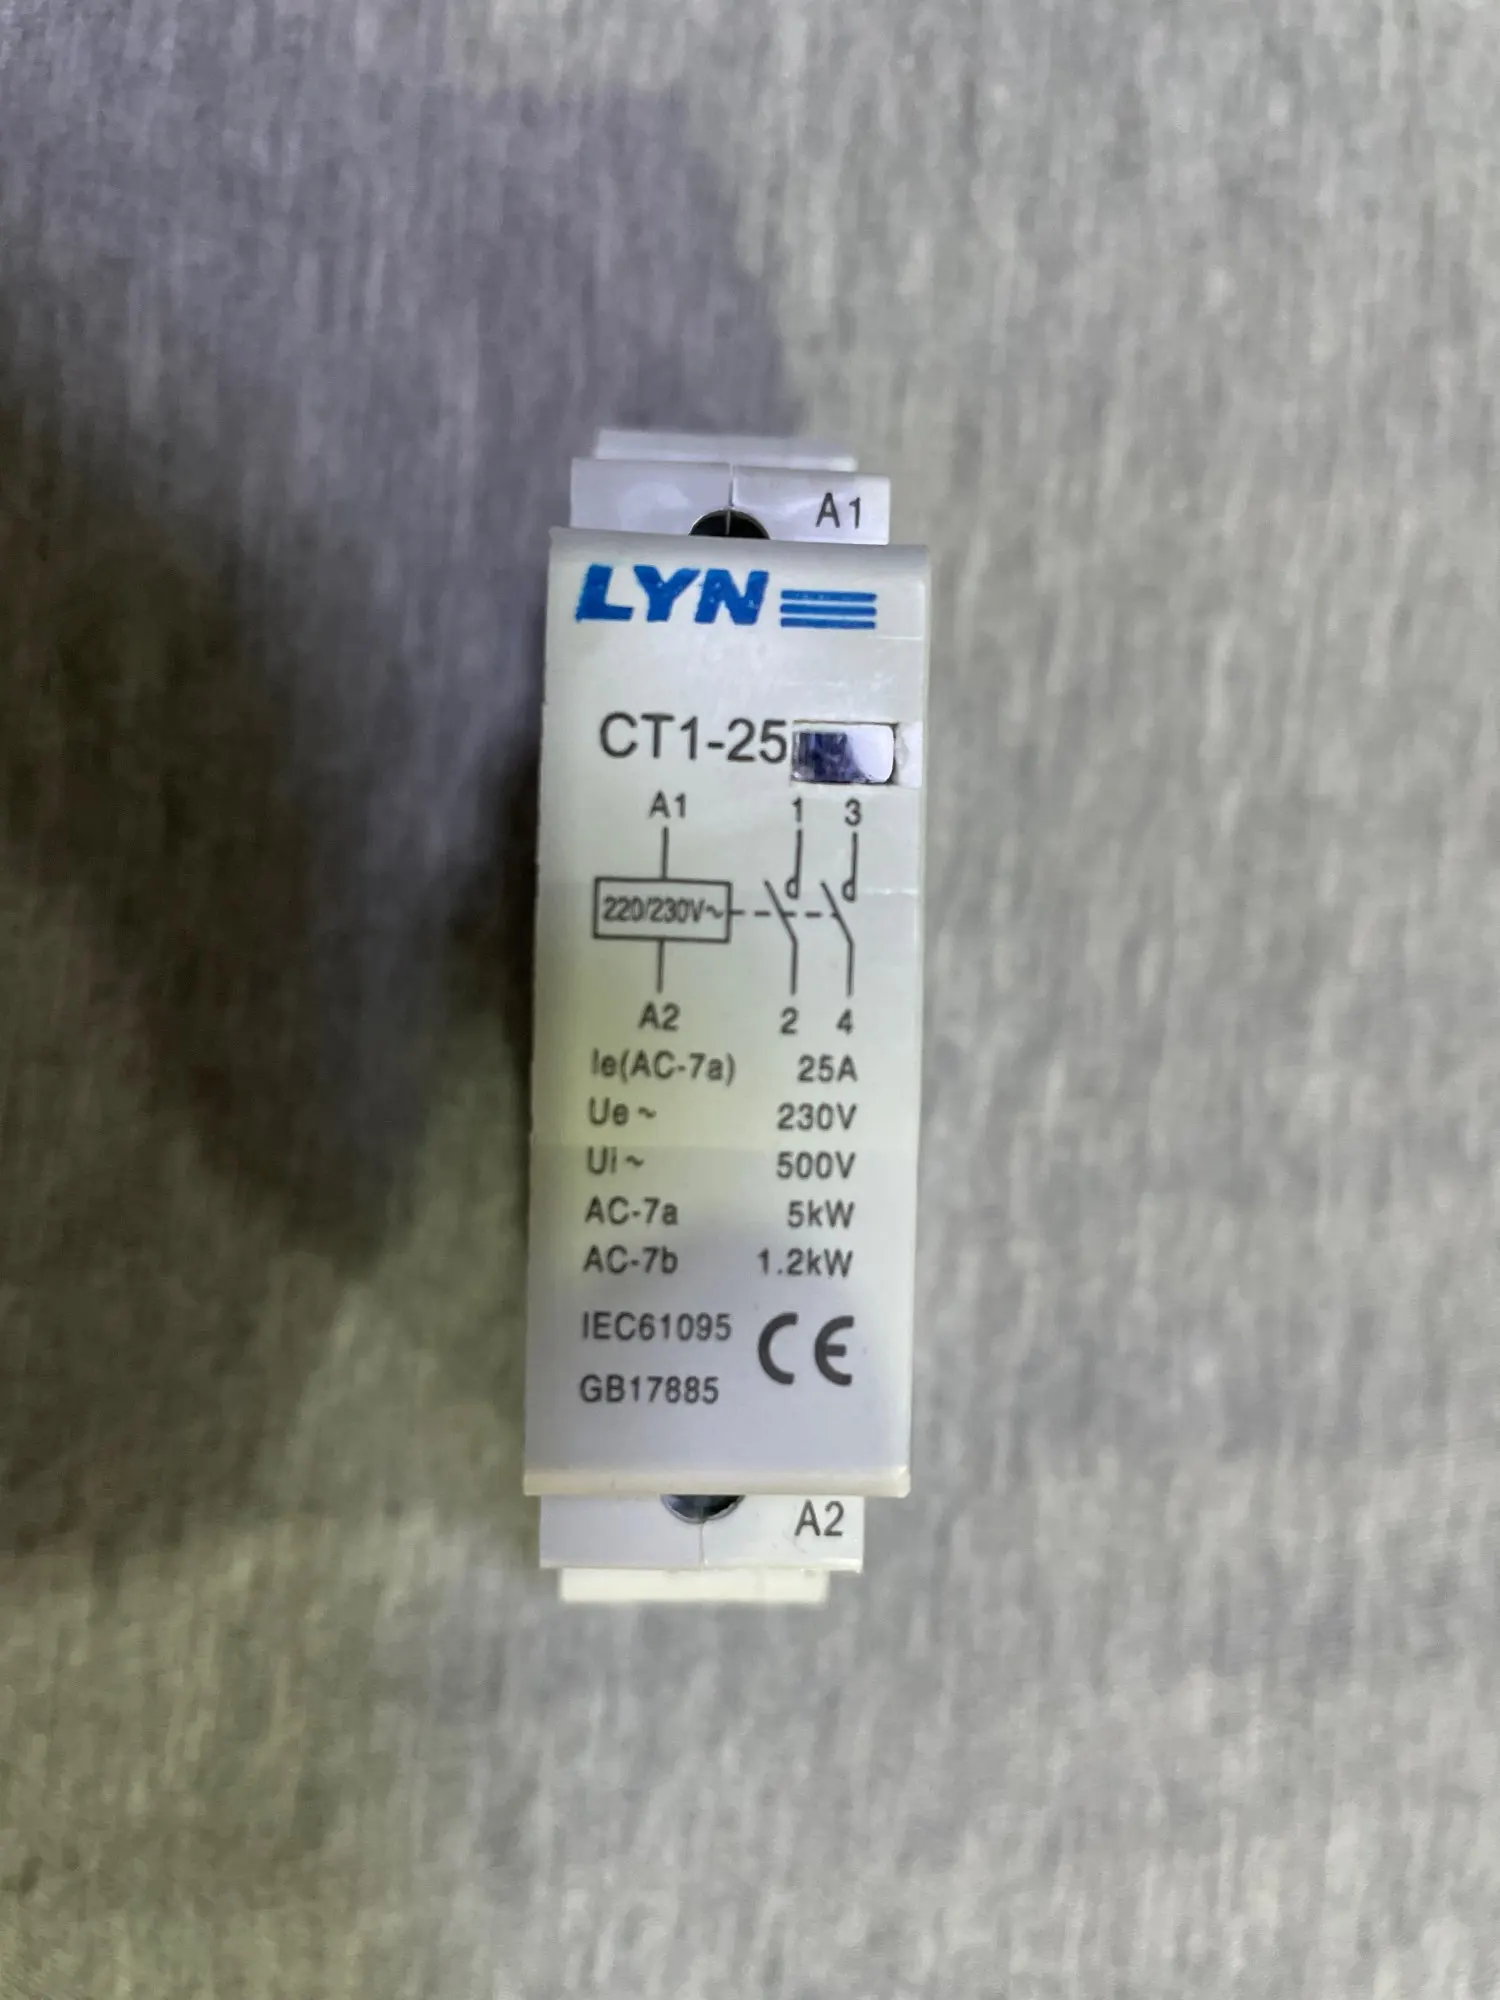 A1
LYN
CT1-25
A1 1 3
220/230V~
A2 2 4
Ie(AC-7a) 25A
Ue~ 230V
Ui~ 500V
AC-7a 5kW
AC-7b 1.2kW
IEC61095 CE
GB17885
A2